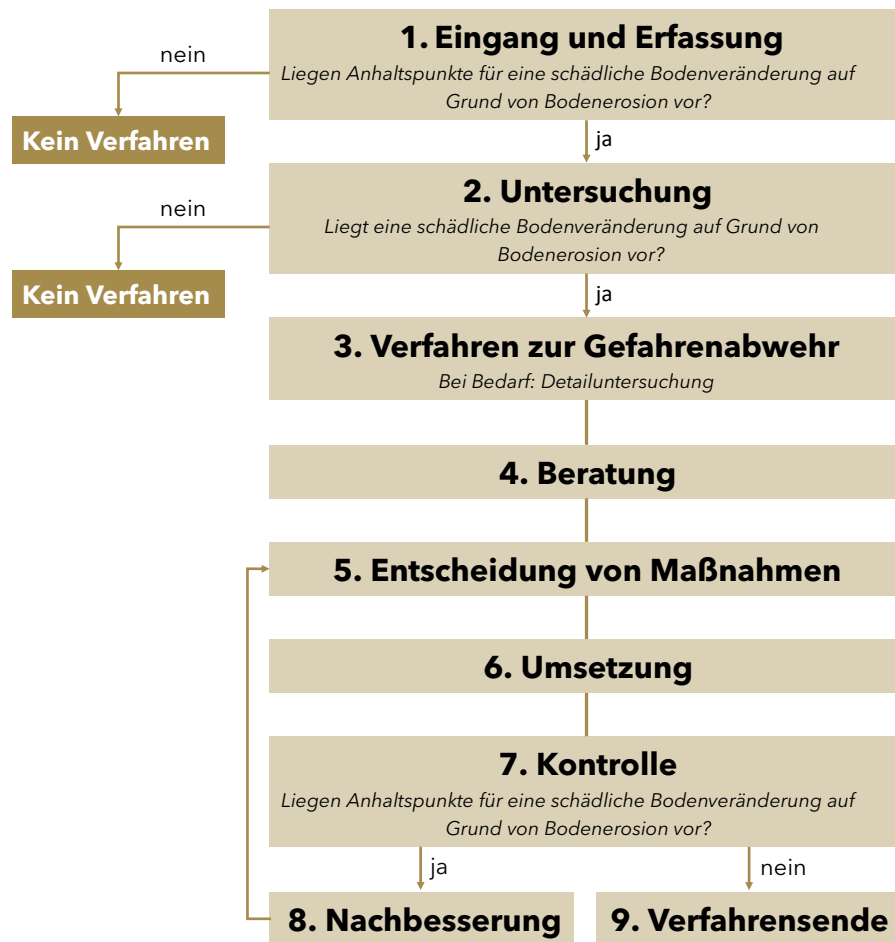 1. Eingang und Erfassung
Liegen Anhaltspunkte für eine schädliche Bodenveränderung auf
Grund von Bodenerosion vor?
nein
Kein Verfahren
ja
2. Untersuchung
Liegt eine schädliche Bodenveränderung auf Grund von
Bodenerosion vor?
nein
Kein Verfahren
ja
3. Verfahren zur Gefahrenabwehr
Bei Bedarf: Detailuntersuchung
4. Beratung
5. Entscheidung von Maßnahmen
6. Umsetzung
7. Kontrolle
Liegen Anhaltspunkte für eine schädliche Bodenveränderung auf
Grund von Bodenerosion vor?
ja
nein
8. Nachbesserung
9. Verfahrensende